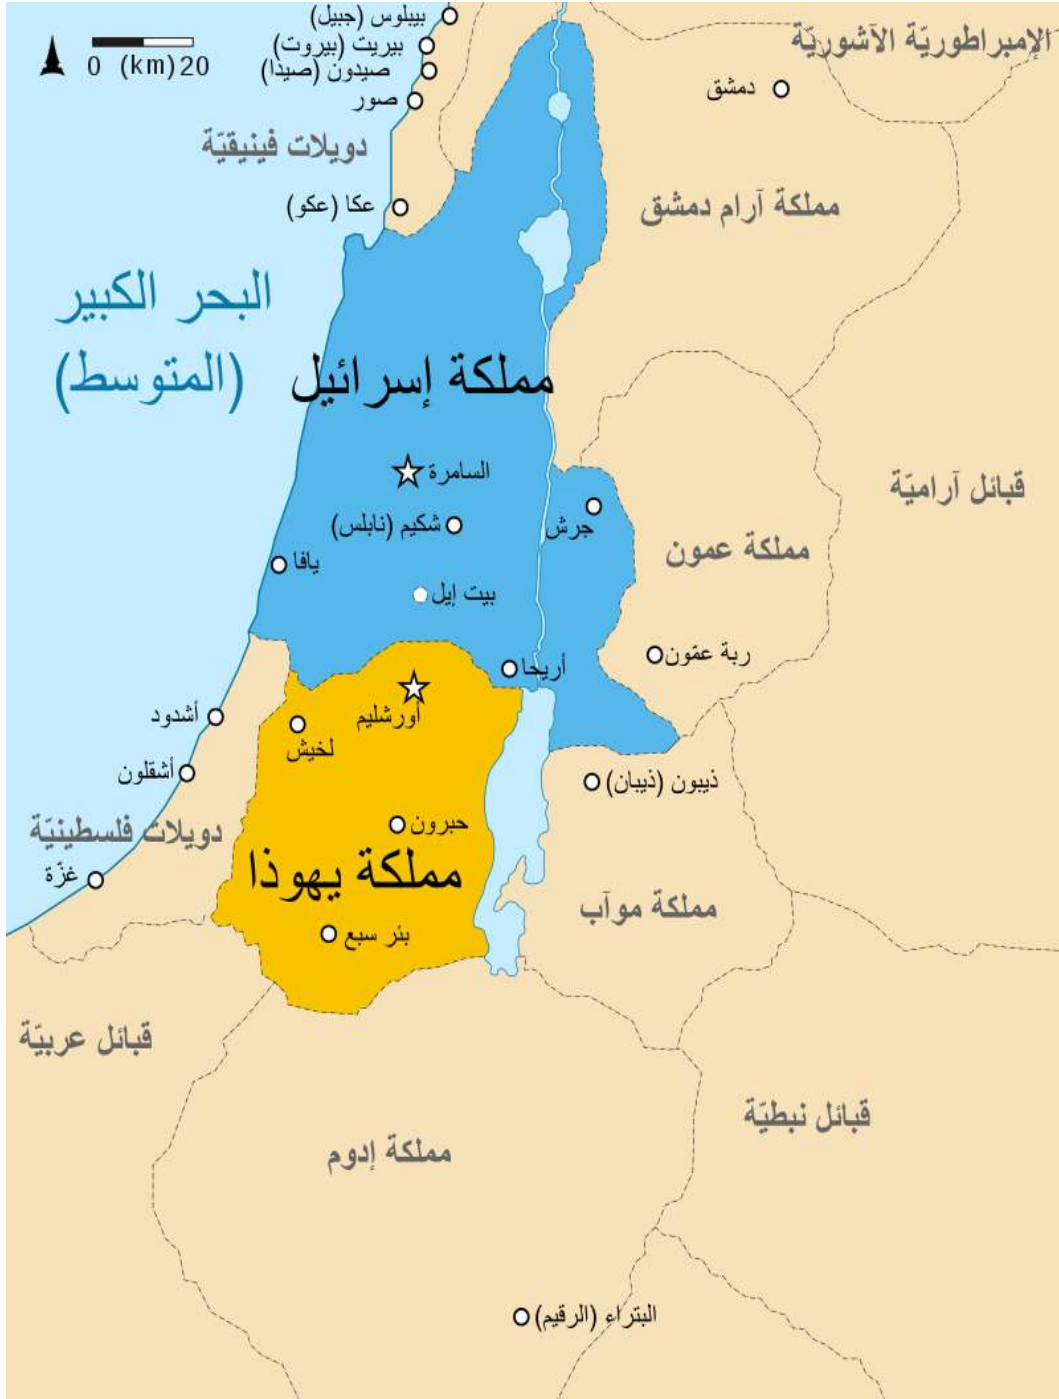 بيبلوس (جبيل)
بيريت (بيروت)
صيدون (صيدا)
صور
0 (km) 20
الإمبراطوريّة الآشوريّة
دمشق
دويلات فينيقيّة
عكا (عكو)
مملكة آرام دمشق
البحر الكبير
(المتوسط)
مملكة إسرائيل
السامرة
شكيم (نابلس)
جرش
قبائل آراميّة
مملكة عمون
يافا
بيت إيل
أريحا
ربة عمّون
أورشليم
أشدود
لخيش
أشقلون
ذيبون (ذيبان)
دويلات فلسطينيّة
حبرون
غزّة
مملكة يهوذا
مملكة موآب
بئر سبع
قبائل عربيّة
قبائل نبطيّة
مملكة إدوم
البتراء (الرقيم)